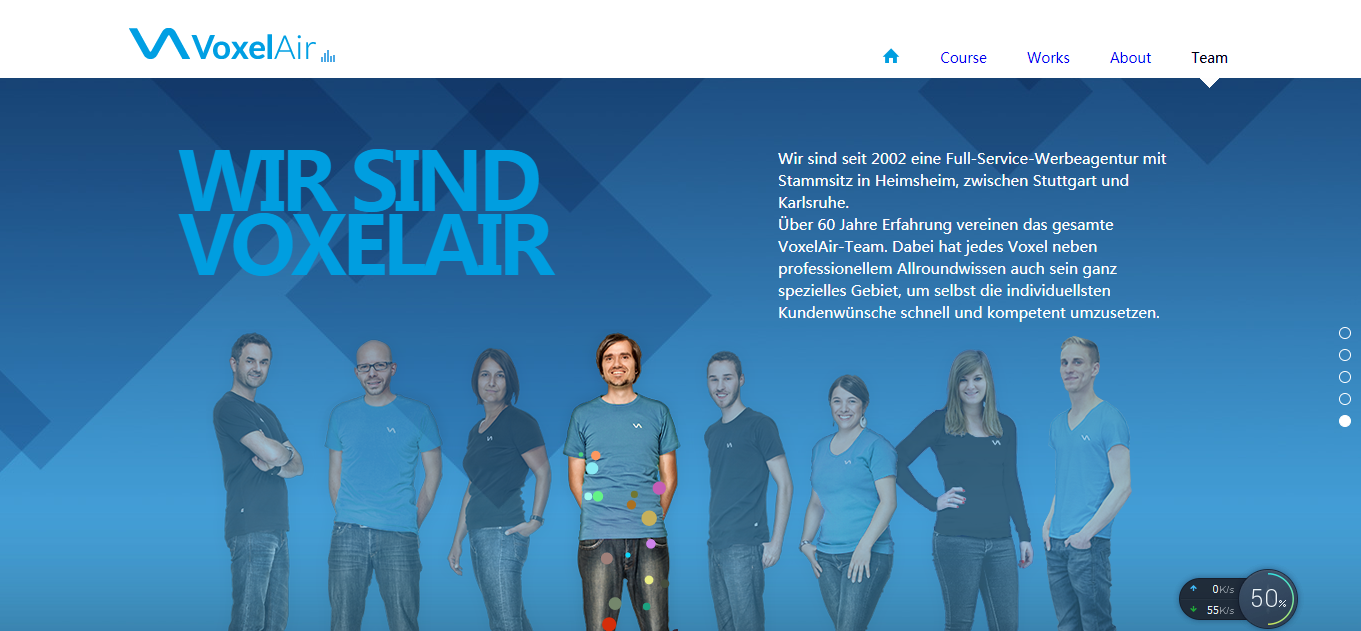 VoxelAir
Course
Works
About
Team
WIR SIND
VOXELAIR
Wir sind seit 2002 eine Full-Service-Werbeagentur mit
Stammsitz in Heimsheim, zwischen Stuttgart und
Karlsruhe.
Über 60 Jahre Erfahrung vereinen das gesamte
VoxelAir-Team. Dabei hat jedes Voxel neben
professionellem Allroundwissen auch sein ganz
spezielles Gebiet, um selbst die individuellsten
Kundenwünsche schnell und kompetent umzusetzen.
0K/s
55K/s
50%